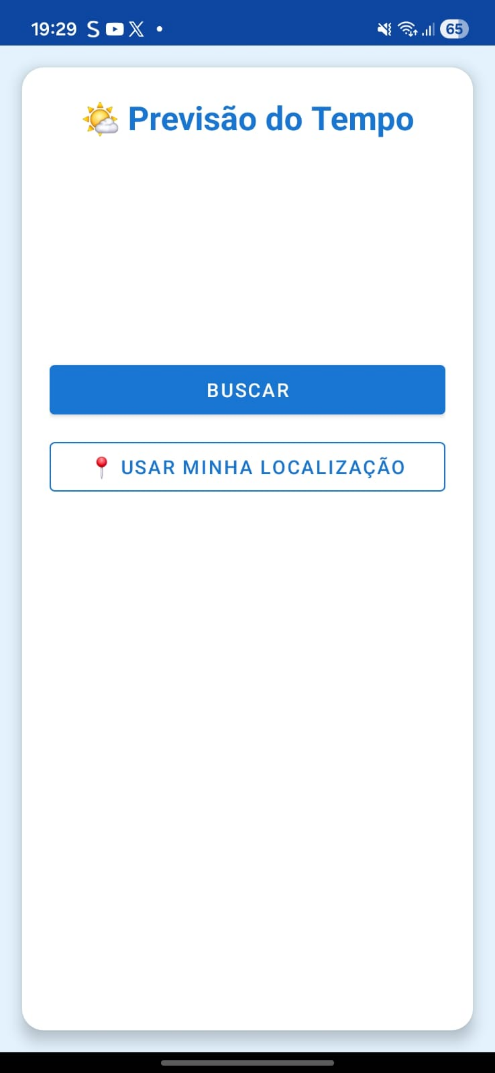 19:29
65
🌤️ Previsão do Tempo
BUSCAR
📍 USAR MINHA LOCALIZAÇÃO